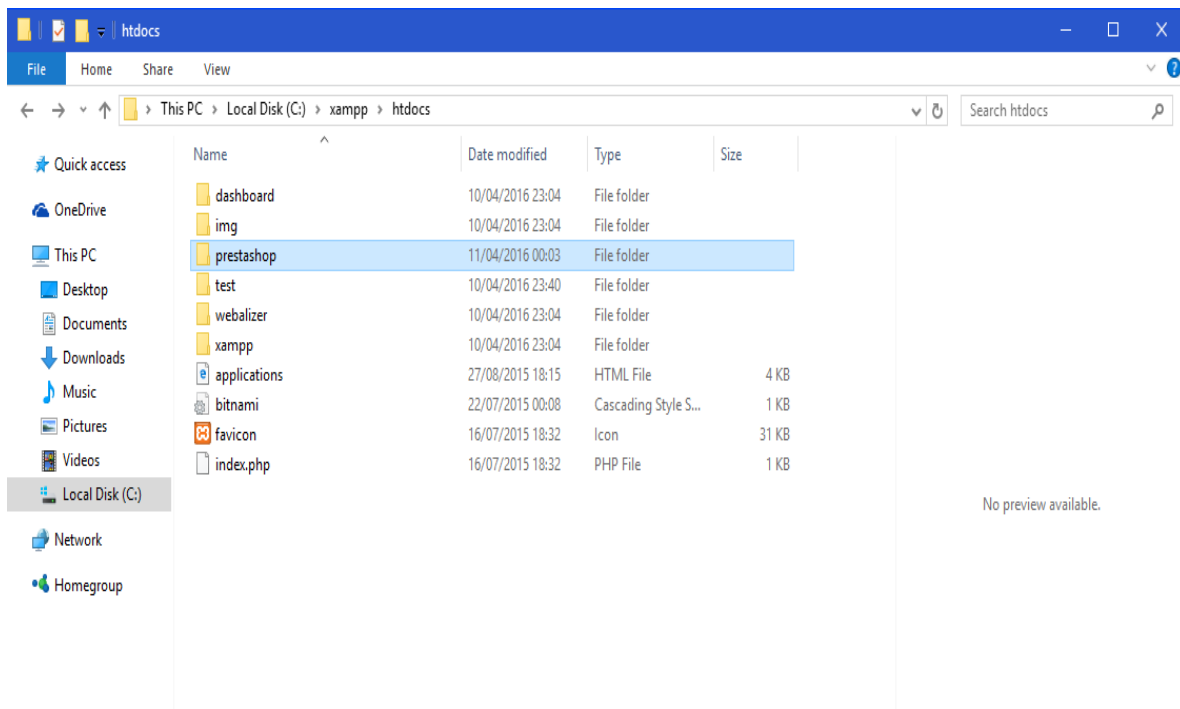 htdocs
File Home Share View
This PC > Local Disk (C:) > xampp > htdocs
Search htdocs
Quick access
OneDrive
This PC
Desktop
Documents
Downloads
Music
Pictures
Videos
Local Disk (C:)
Network
Homegroup
Name Date modified Type Size
dashboard 10/04/2016 23:04 File folder
img 10/04/2016 23:04 File folder
prestashop 11/04/2016 00:03 File folder
test 10/04/2016 23:40 File folder
webalizer 10/04/2016 23:04 File folder
xampp 10/04/2016 23:04 File folder
applications 27/08/2015 18:15 HTML File 4 KB
bitnami 22/07/2015 00:08 Cascading Style S... 1 KB
favicon 16/07/2015 18:32 Icon 31 KB
index.php 16/07/2015 18:32 PHP File 1 KB
No preview available.